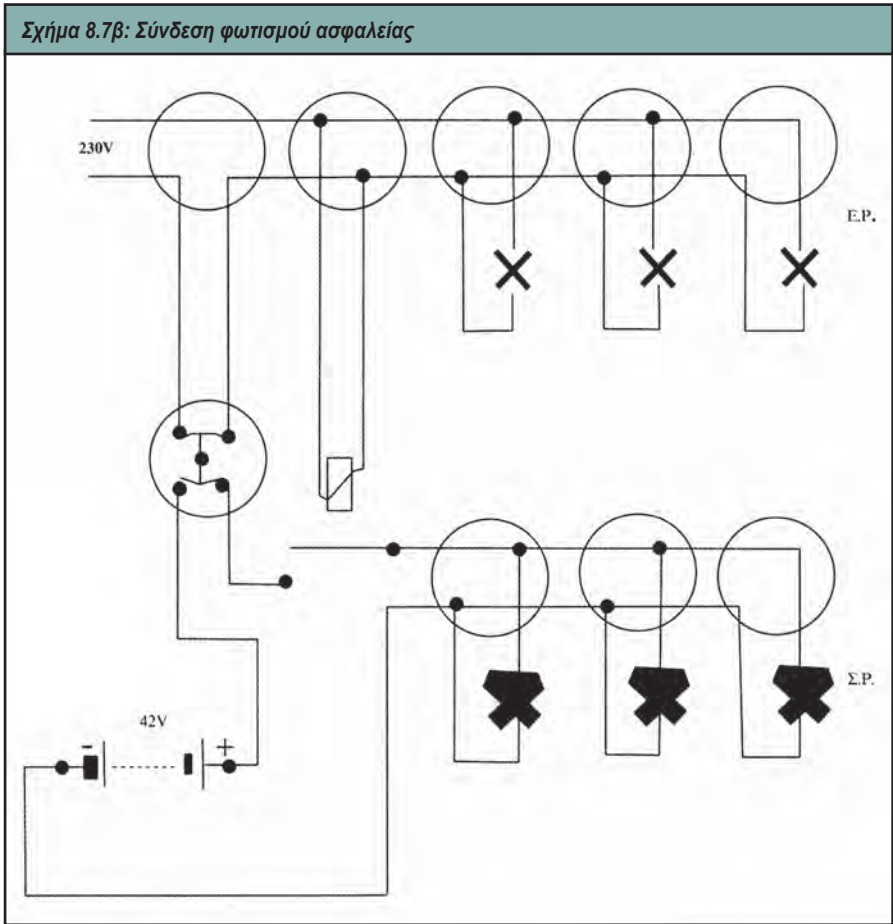 Σχήμα 8.7β: Σύνδεση φωτισμού ασφαλείας
230V
Ε.Ρ.
Σ.Ρ.
42V
- +